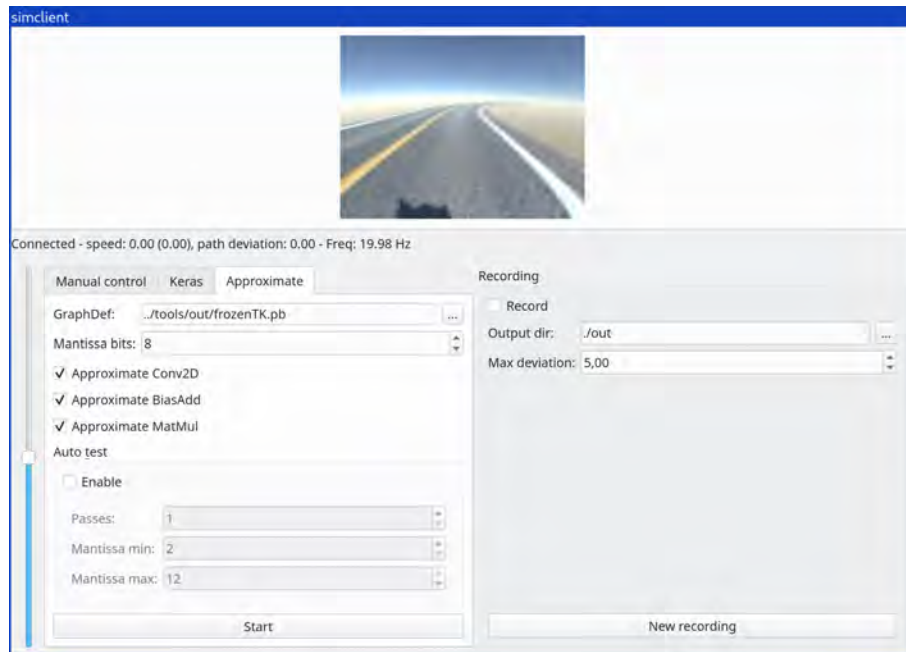 simclient
Connected - speed: 0.00 (0.00), path deviation: 0.00 - Freq: 19.98 Hz
Manual control Keras Approximate
GraphDef: ../tools/out/frozenTK.pb ...
Mantissa bits: 8
Approximate Conv2D
Approximate BiasAdd
Approximate MatMul
Auto test
Enable
Passes: 1
Mantissa min: 2
Mantissa max: 12
Start
Recording
Record
Output dir: ./out ...
Max deviation: 5,00
New recording